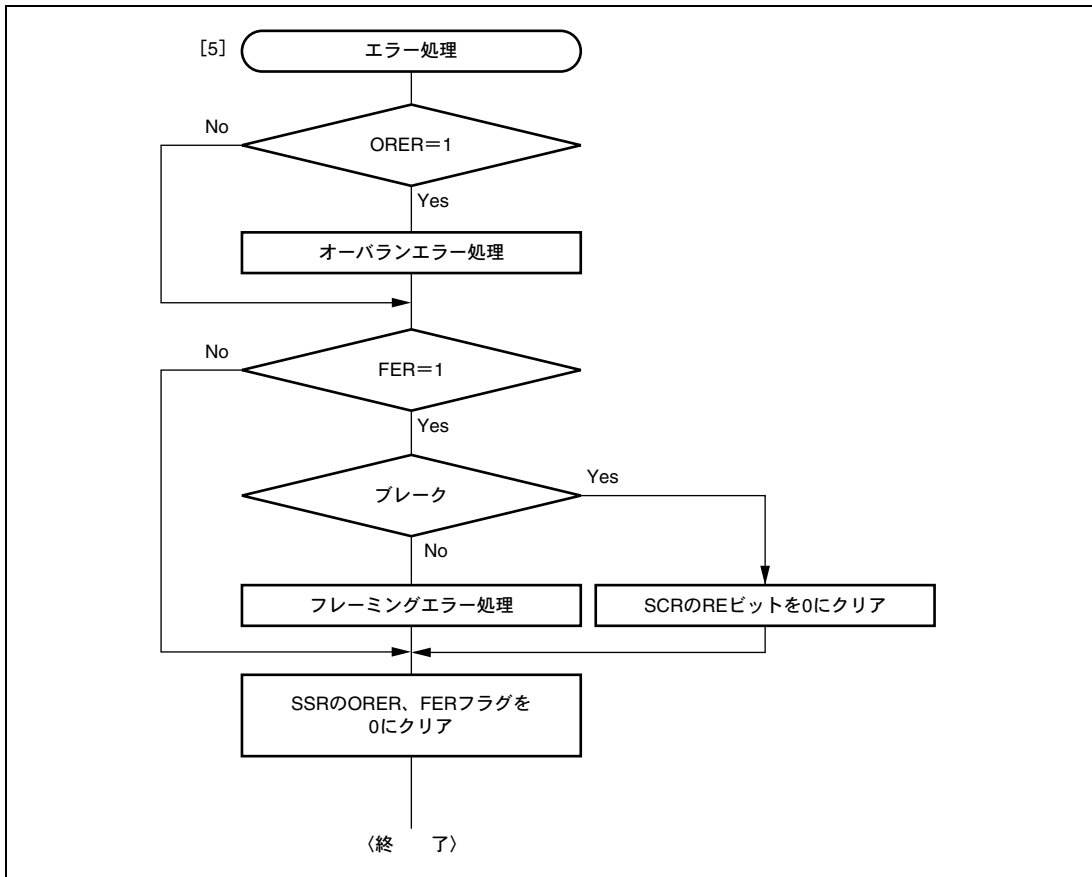 [5] エラー処理
No
ORER＝1
Yes
オーバランエラー処理
No
FER＝1
Yes
ブレーク
Yes
No
フレーミングエラー処理
SCRのREビットを0にクリア
SSRのORER、FERフラグを
0にクリア
〈終　了〉